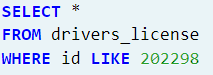 SELECT *
FROM drivers_license
WHERE id LIKE 202298